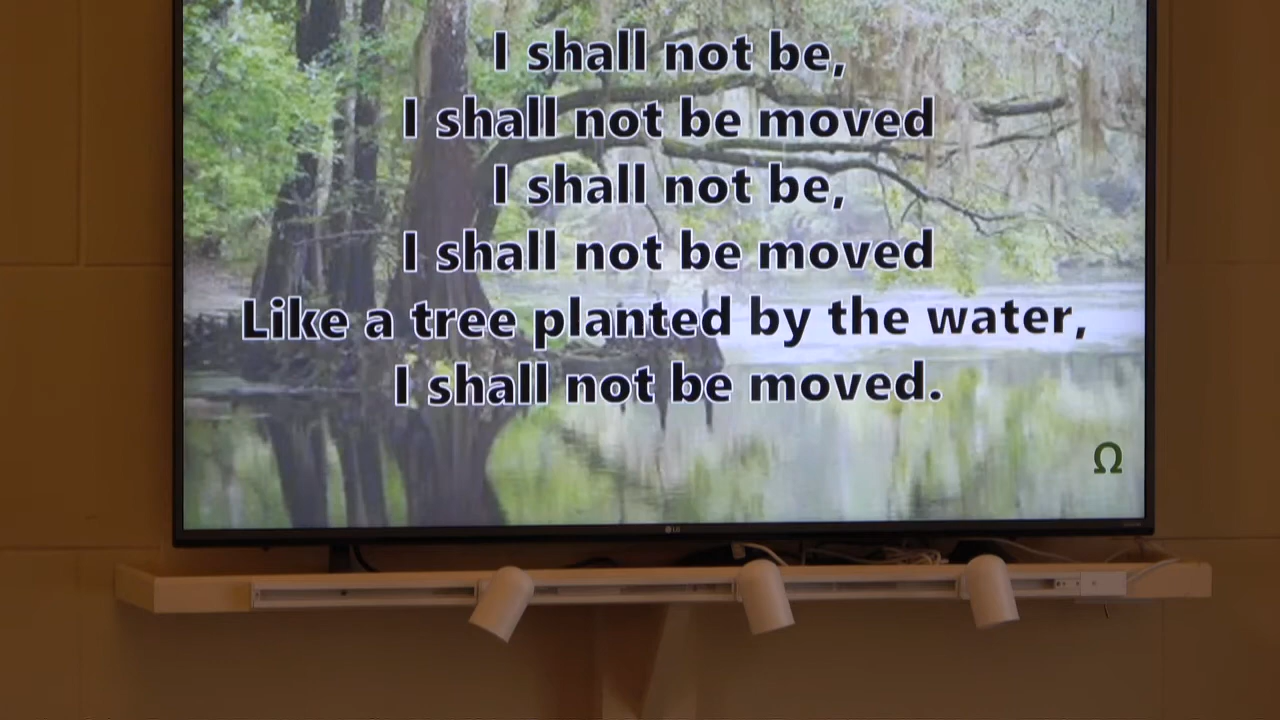 I shall not be,
I shall not be moved
I shall not be,
I shall not be moved
Like a tree planted by the water,
I shall not be moved.
Ω
LG